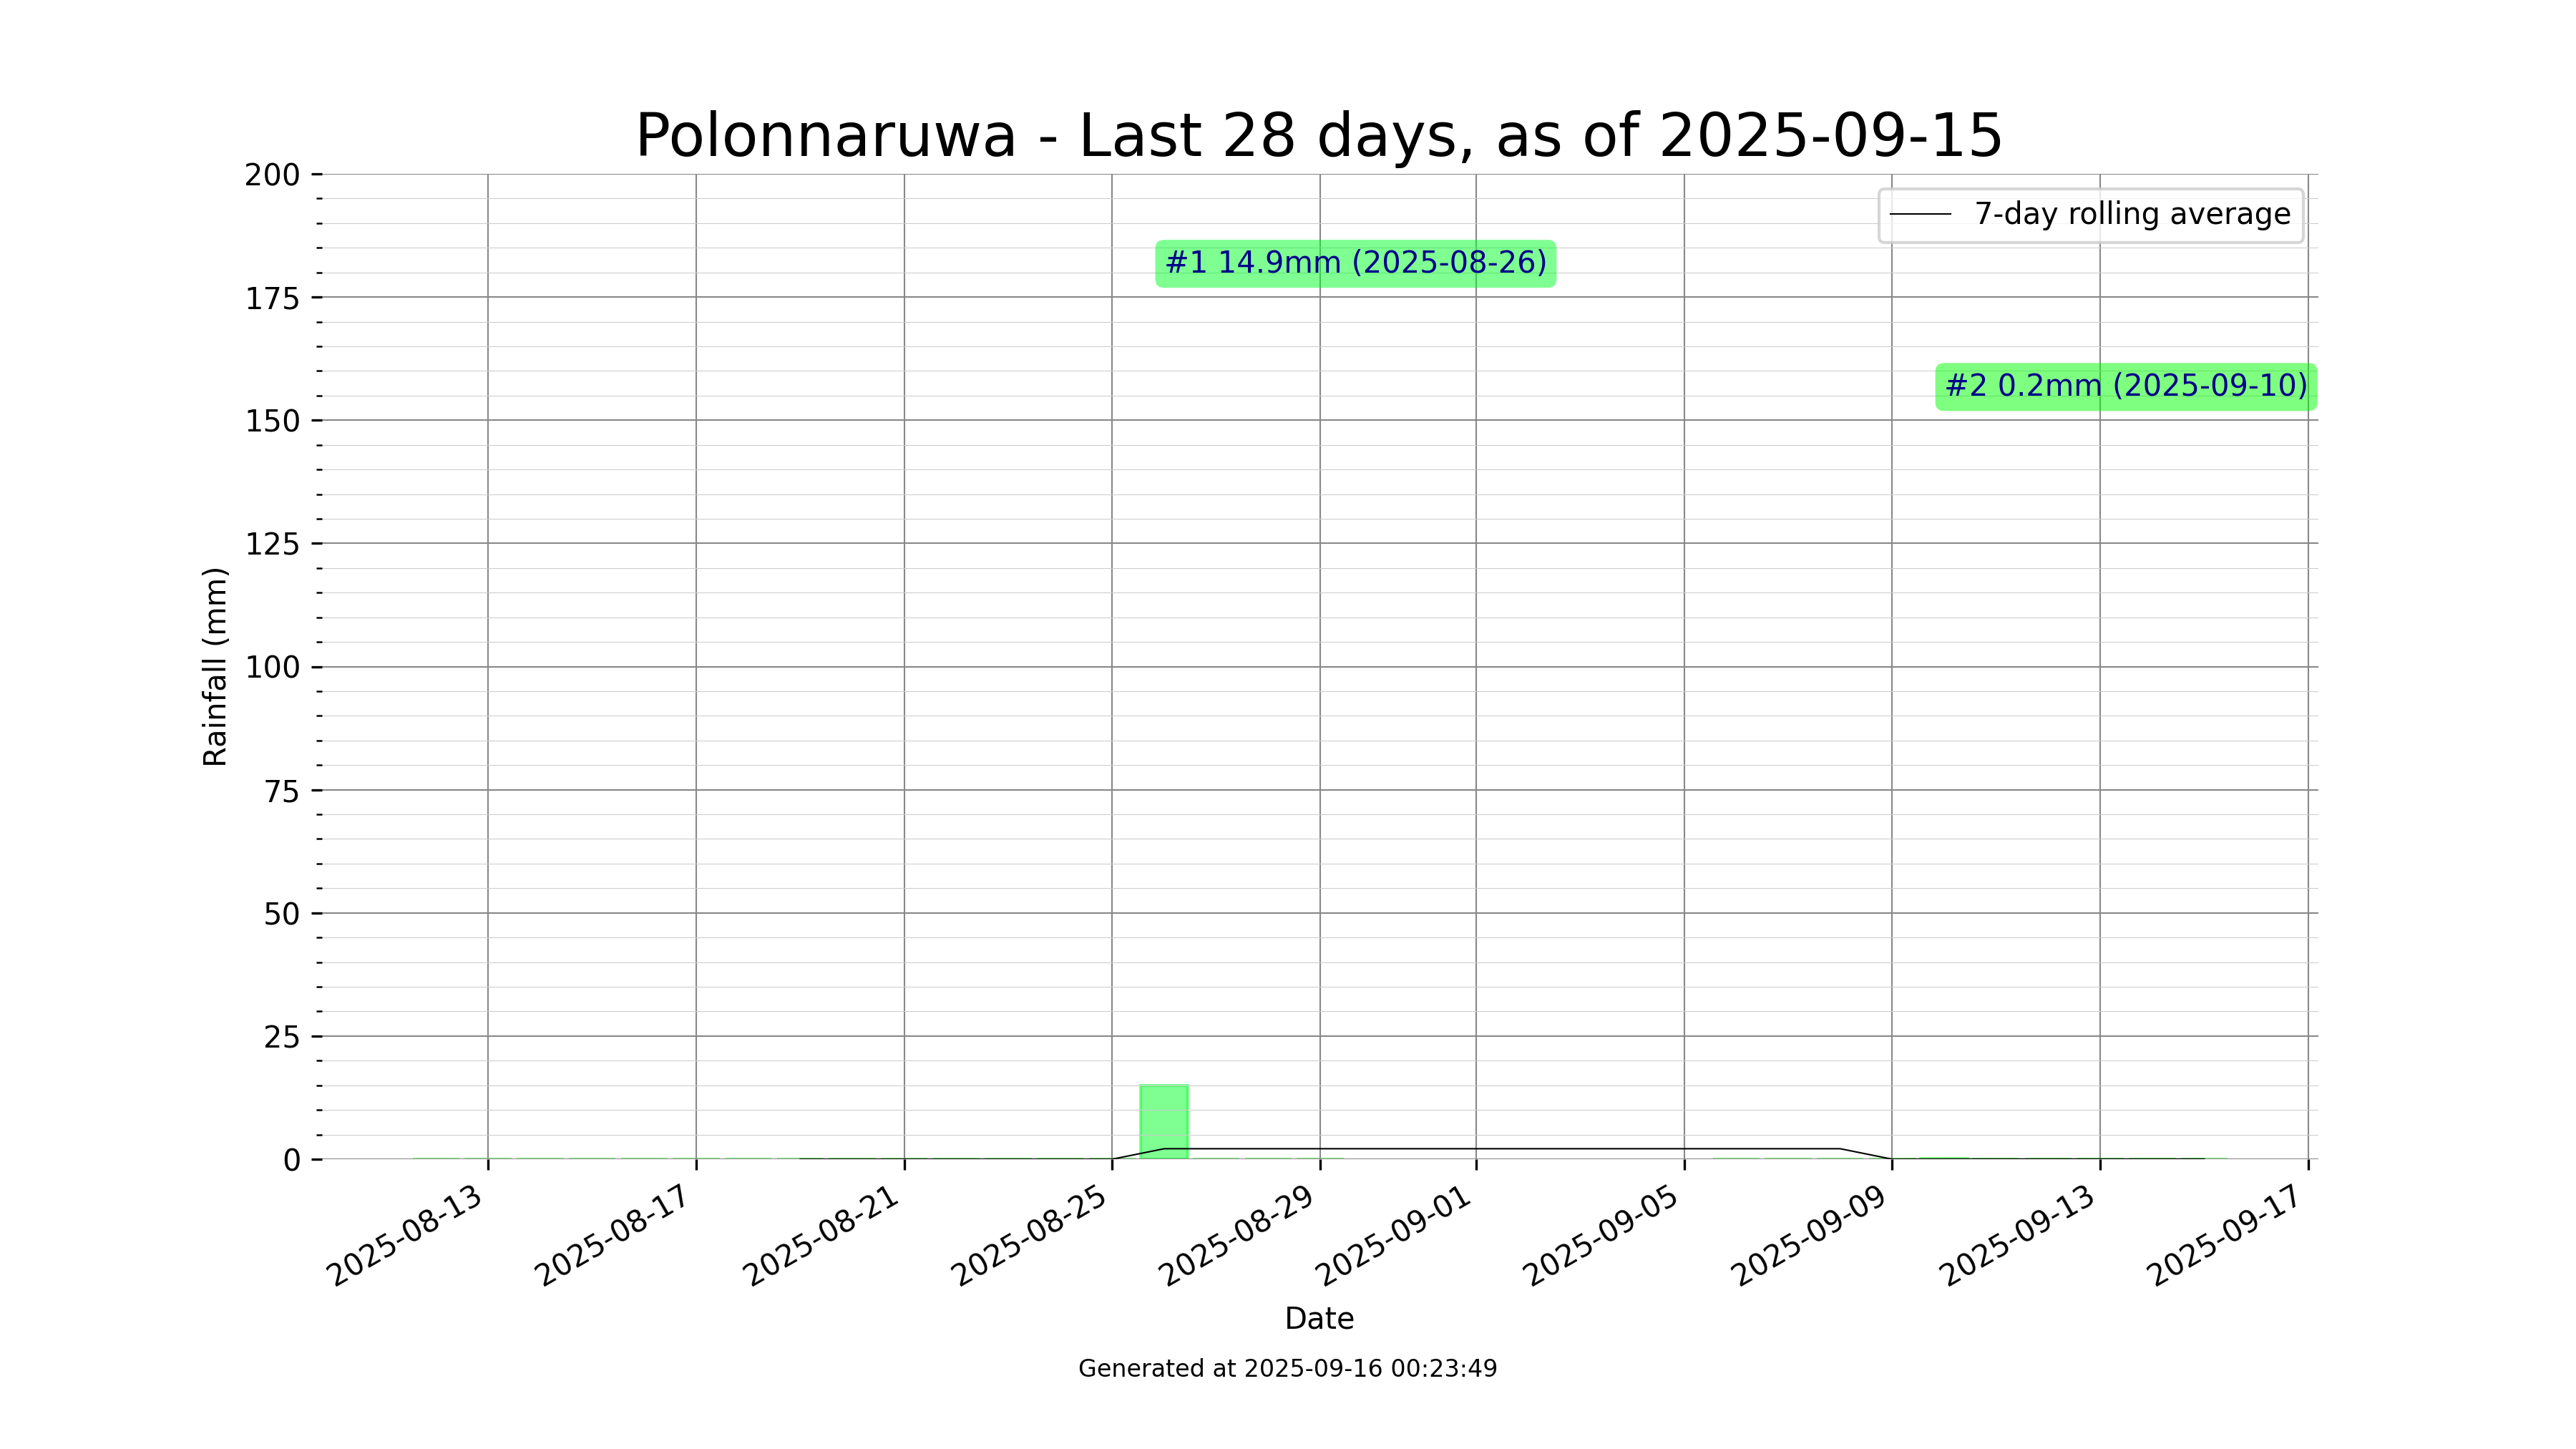 Polonnaruwa - Last 28 days, as of 2025-09-15
200
175
150
125
100
75
50
25
0
Rainfall (mm)
7-day rolling average
#1 14.9mm (2025-08-26)
#2 0.2mm (2025-09-10)
2025-08-13
2025-08-17
2025-08-21
2025-08-25
2025-08-29
2025-09-01
2025-09-05
2025-09-09
2025-09-13
2025-09-17
Date
Generated at 2025-09-16 00:23:49